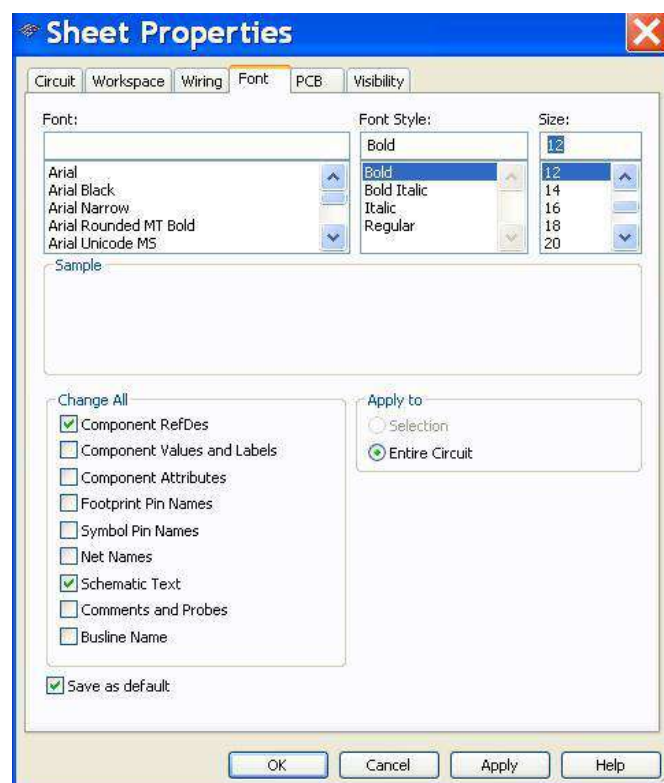 Sheet Properties
Circuit Workspace Wiring Font PCB Visibility
Font: Font Style: Size:
Bold 12
Arial Bold 12
Arial Black Bold Italic 14
Arial Narrow Italic 16
Arial Rounded MT Bold Regular 18
Arial Unicode MS 20
Sample
Change All Apply to
Component RefDes Selection
Component Values and Labels Entire Circuit
Component Attributes
Footprint Pin Names
Symbol Pin Names
Net Names
Schematic Text
Comments and Probes
Busline Name
Save as default
OK Cancel Apply Help